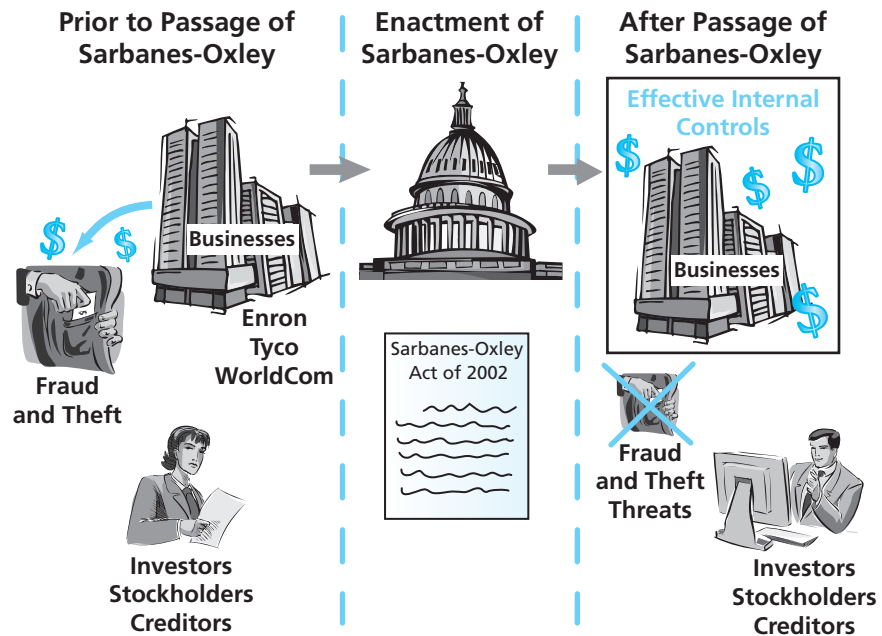 Prior to Passage of
Sarbanes-Oxley
Businesses
$
$
Enron
Tyco
WorldCom
Fraud
and Theft
Investors
Stockholders
Creditors
Enactment of
Sarbanes-Oxley
Sarbanes-Oxley
Act of 2002
After Passage of
Sarbanes-Oxley
Effective Internal
Controls
$
$
$
Businesses
$
Fraud
and Theft
Threats
Investors
Stockholders
Creditors